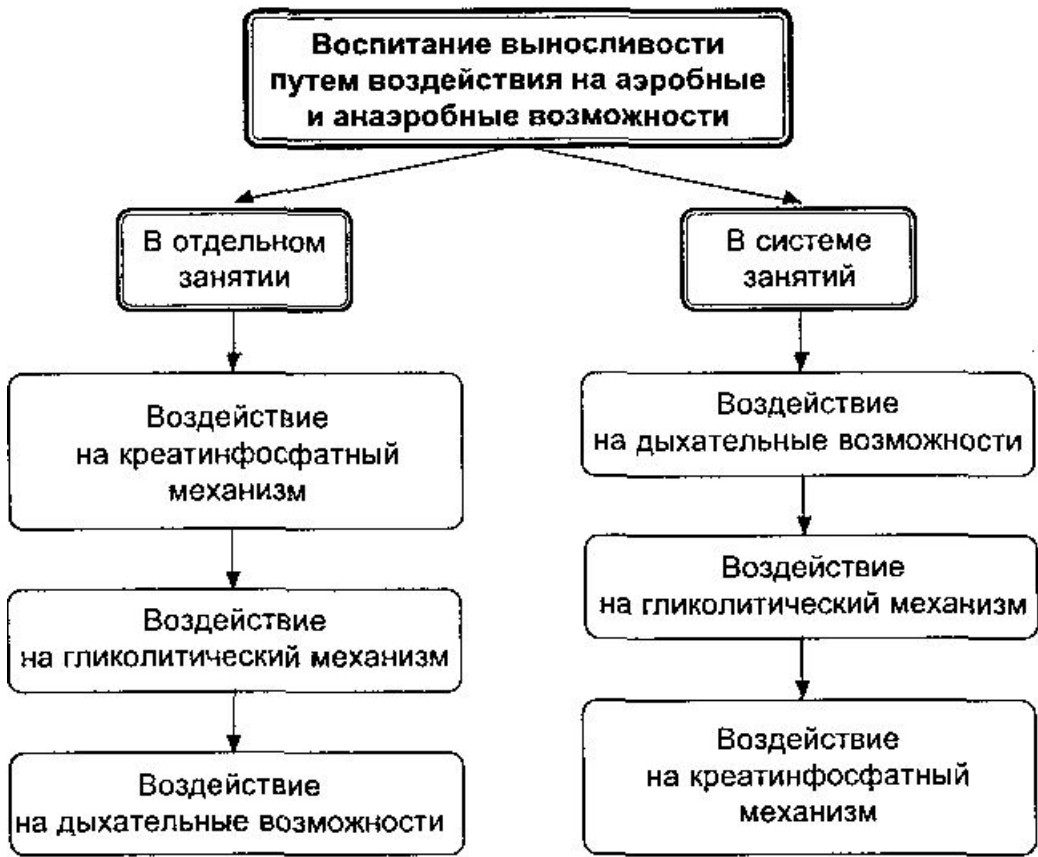 Воспитание выносливости
путем воздействия на аэробные
и анаэробные возможности
В отдельном
занятии
Воздействие
на креатинфосфатный
механизм
Воздействие
на гликолитический механизм
Воздействие
на дыхательные возможности
В системе
занятий
Воздействие
на дыхательные возможности
Воздействие
на гликолитический механизм
Воздействие
на креатинфосфатный
механизм